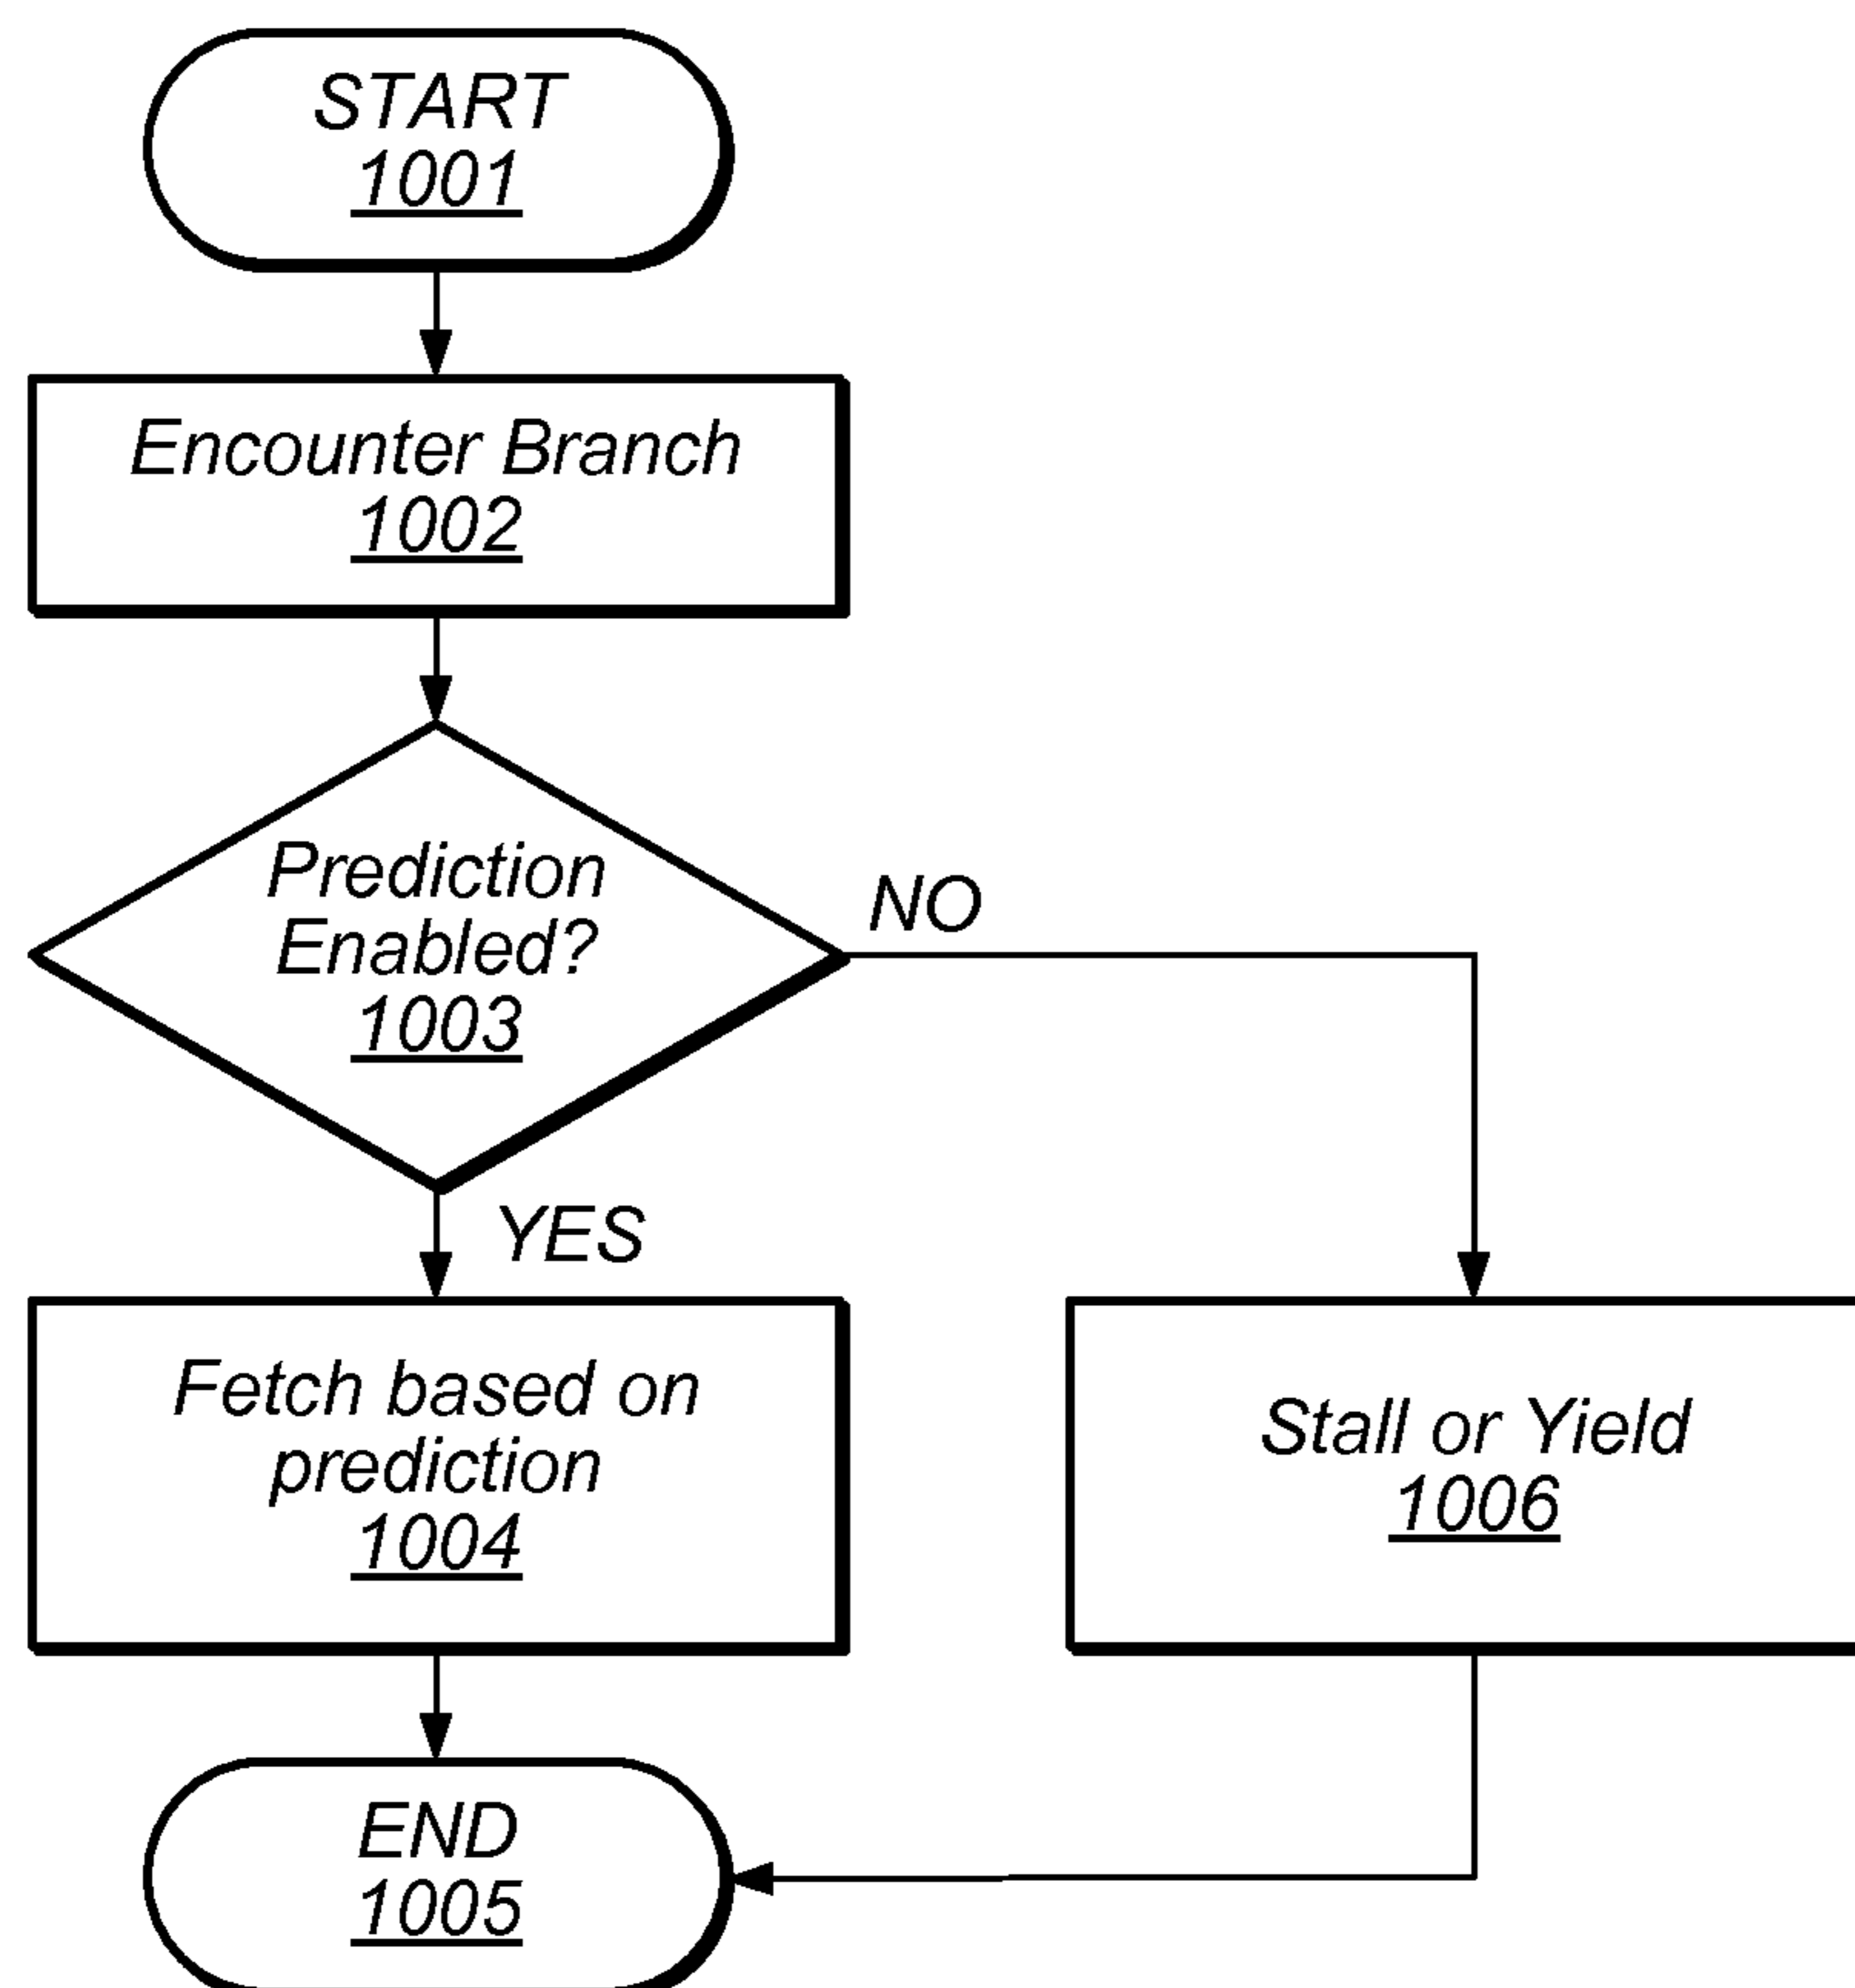 START
1001
Encounter Branch
1002
Prediction
Enabled?
1003
NO
YES
Fetch based on
prediction
1004
Stall or Yield
1006
END
1005